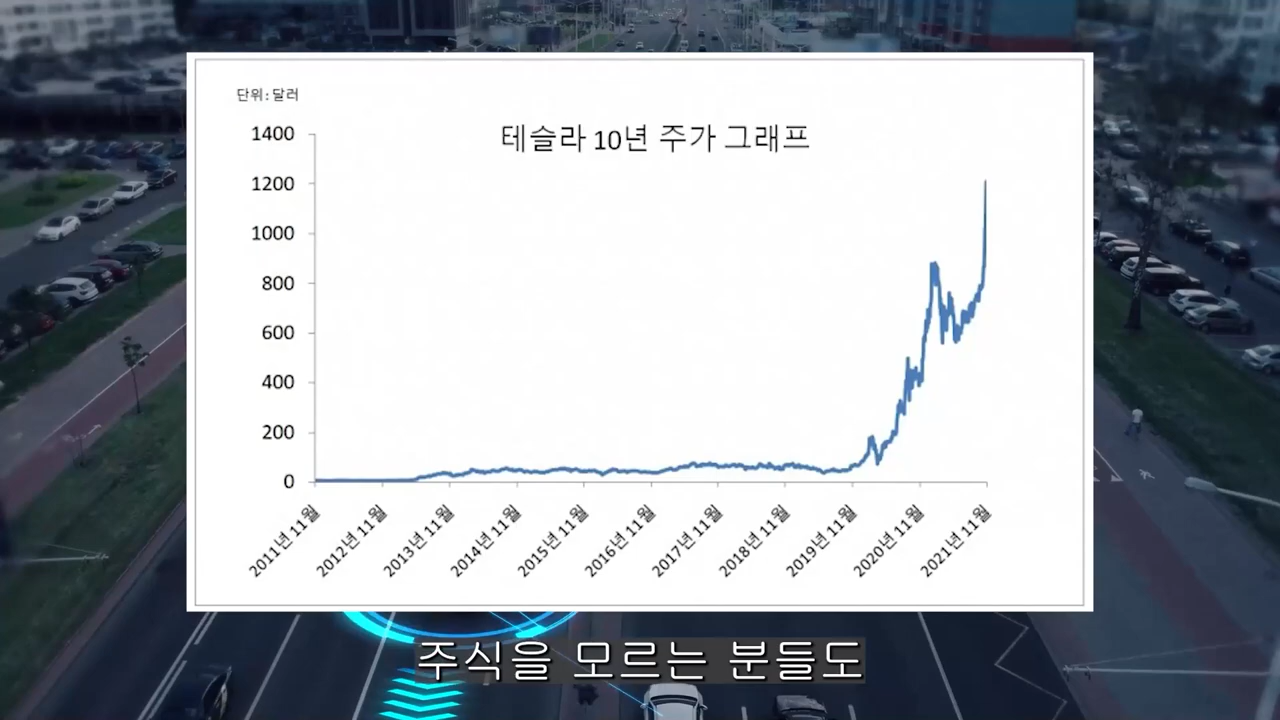 단위:달러
테슬라 10년 주가 그래프
1400
1200
1000
800
600
400
200
0
2011년 11월
2012년 11월
2013년 11월
2014년 11월
2015년 11월
2016년 11월
2017년 11월
2018년 11월
2019년 11월
2020년 11월
2021년 11월
주식을 모르는 분들도